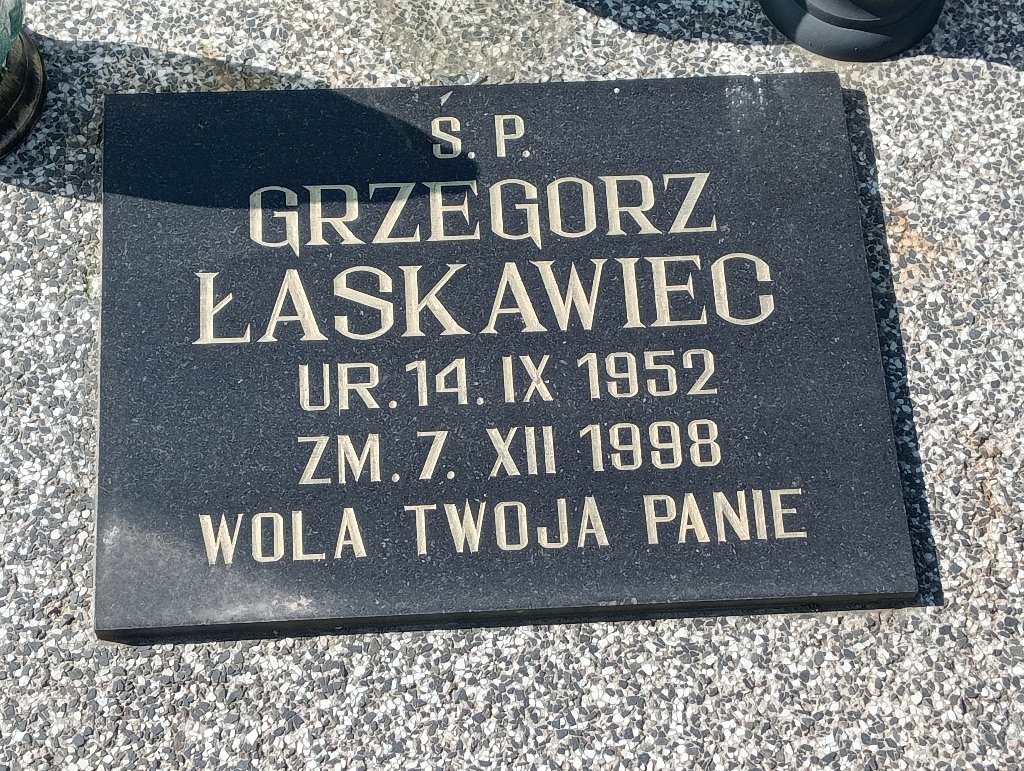 Ś. P.
GRZEGORZ
ŁASKAWIEC
UR. 14. IX 1952
ZM. 7. XII 1998
WOLA TWOJA PANIE